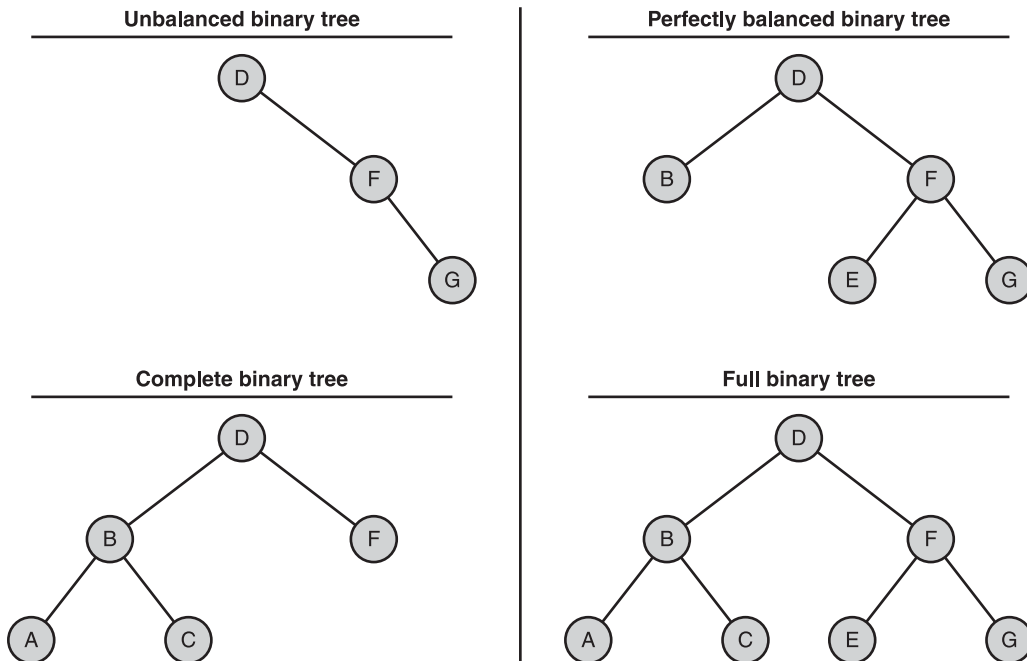 Unbalanced binary tree
D
F
G
Perfectly balanced binary tree
D
B
F
E
G
Complete binary tree
D
B
F
A
C
Full binary tree
D
B
F
A
C
E
G